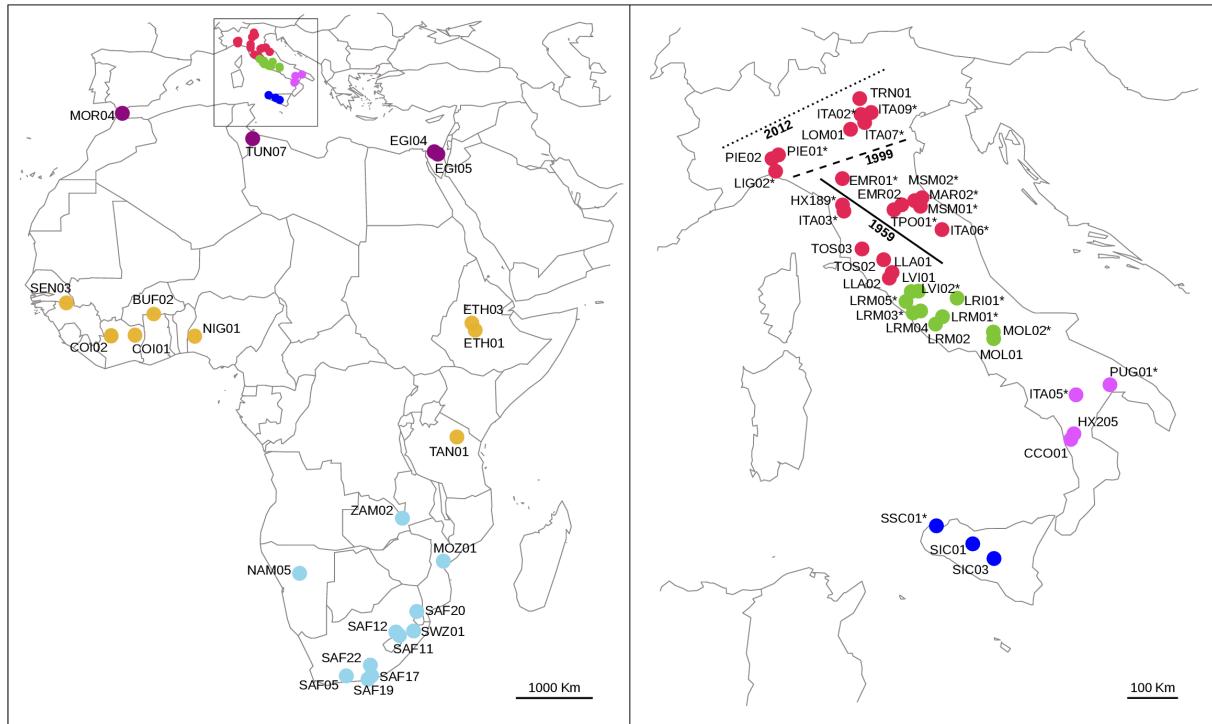 MOR04
TUN07
EGI04
EGI05
SEN03
BUF02
NIG01
COI02
COI01
ETH03
ETH01
TAN01
ZAM02
MOZ01
NAM05
SAF20
SAF12
SWZ01
SAF11
SAF22
SAF17
SAF05
SAF19
1000 Km
TRN01
ITA02*
ITA09*
2012
LOM01
ITA07*
PIE02
PIE01*
1999
LIG02*
EMR01*
MSM02*
EMR02
MAR02*
HX189*
MSM01*
ITA03*
TPO01*
1959
ITA06*
TOS03
LLA01
TOS02
LVI01
LLA02
LVI02*
LRM05*
LRI01*
LRM03*
LRM01*
LRM04
LRM02
MOL02*
MOL01
PUG01*
ITA05*
HX205
CCO01
SSC01*
SIC01
SIC03
100 Km